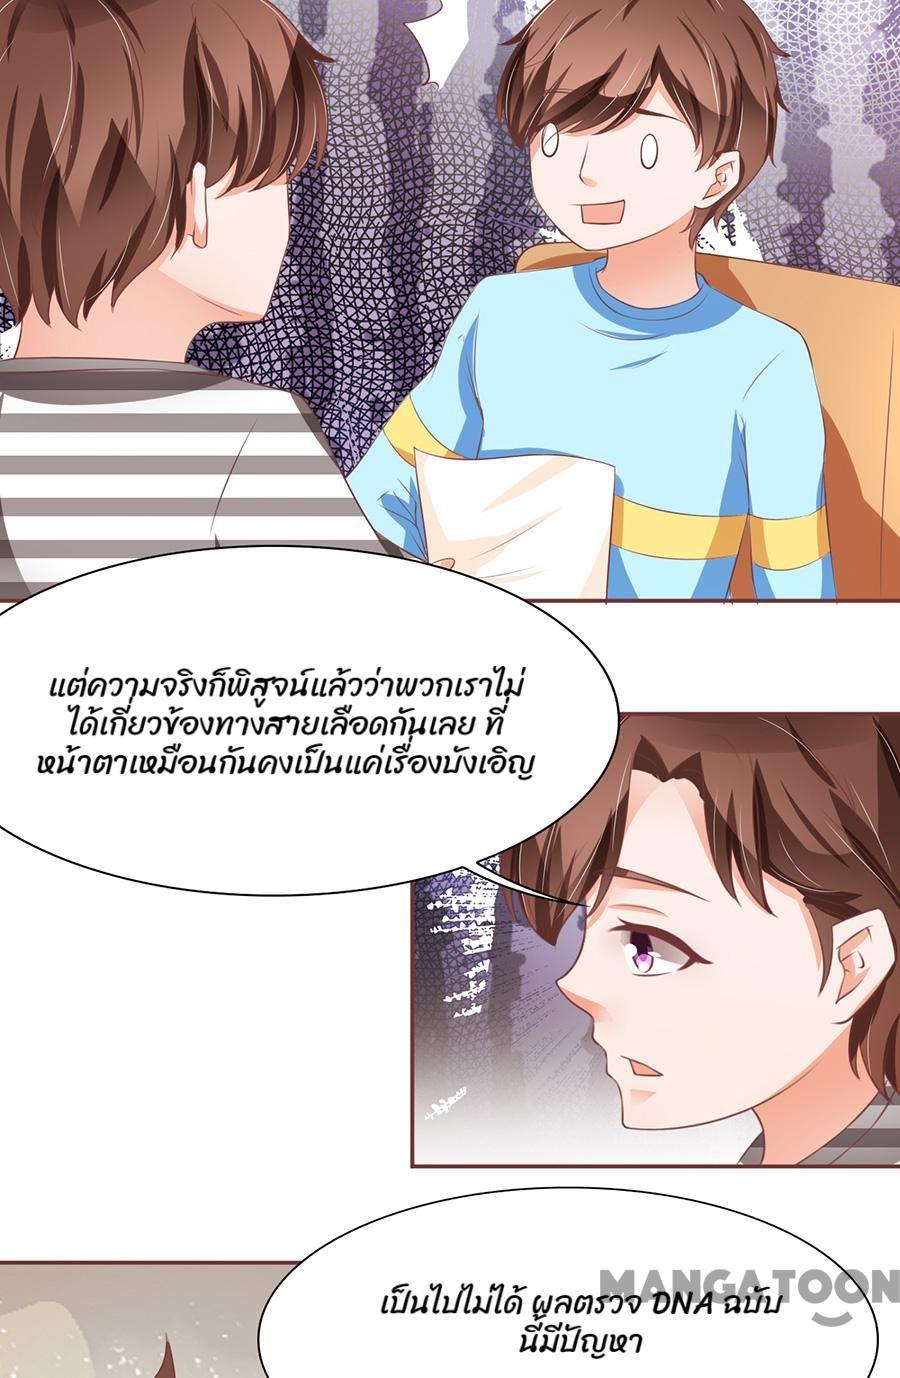 แต่ความจริงก็พิสูจน์แล้วว่าพวกเราไม่
ได้เกี่ยวข้องทางสายเลือดกันเลย ที่
หน้าตาเหมือนกันคงเป็นแค่เรื่องบังเอิญ
MANGATOON
เป็นไปไม่ได้ ผลตรวจ DNA ฉบับ
นี้มีปัญหา